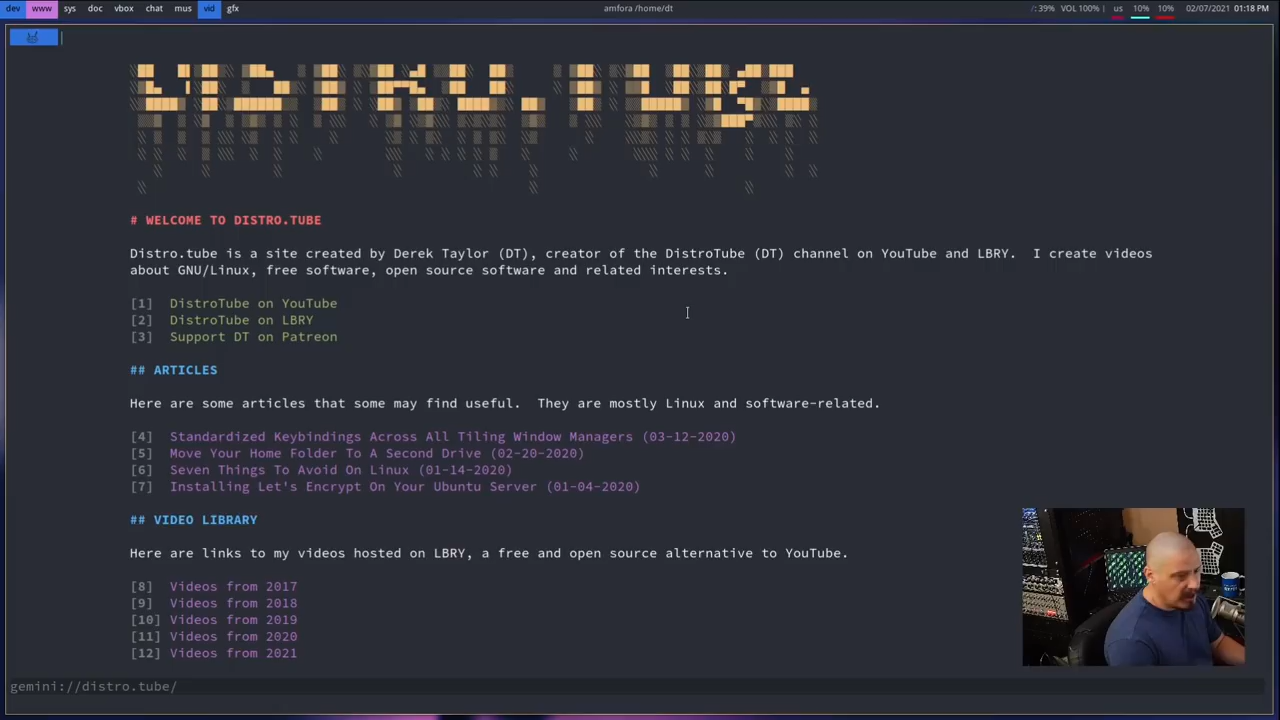 dev www sys doc vbox chat mus vid gfx amfora /home/dt /: 39% VOL 100% | us 10% 10% 02/07/2021 01:18 PM
# WELCOME TO DISTRO.TUBE
Distro.tube is a site created by Derek Taylor (DT), creator of the DistroTube (DT) channel on YouTube and LBRY.  I create videos
about GNU/Linux, free software, open source software and related interests.
[1] DistroTube on YouTube
[2] DistroTube on LBRY
[3] Support DT on Patreon
## ARTICLES
Here are some articles that some may find useful.  They are mostly Linux and software-related.
[4] Standardized Keybindings Across All Tiling Window Managers (03-12-2020)
[5] Move Your Home Folder To A Second Drive (02-20-2020)
[6] Seven Things To Avoid On Linux (01-14-2020)
[7] Installing Let's Encrypt On Your Ubuntu Server (01-04-2020)
## VIDEO LIBRARY
Here are links to my videos hosted on LBRY, a free and open source alternative to YouTube.
[8] Videos from 2017
[9] Videos from 2018
[10] Videos from 2019
[11] Videos from 2020
[12] Videos from 2021
gemini://distro.tube/